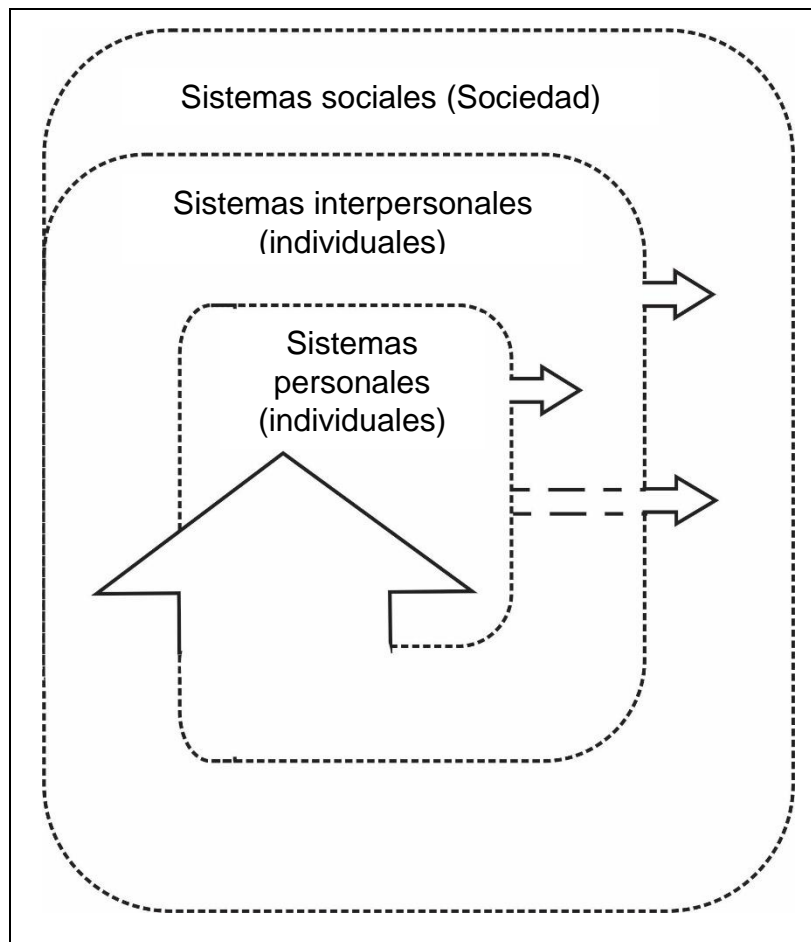 Sistemas sociales (Sociedad)
Sistemas interpersonales
(individuales)
Sistemas
personales
(individuales)